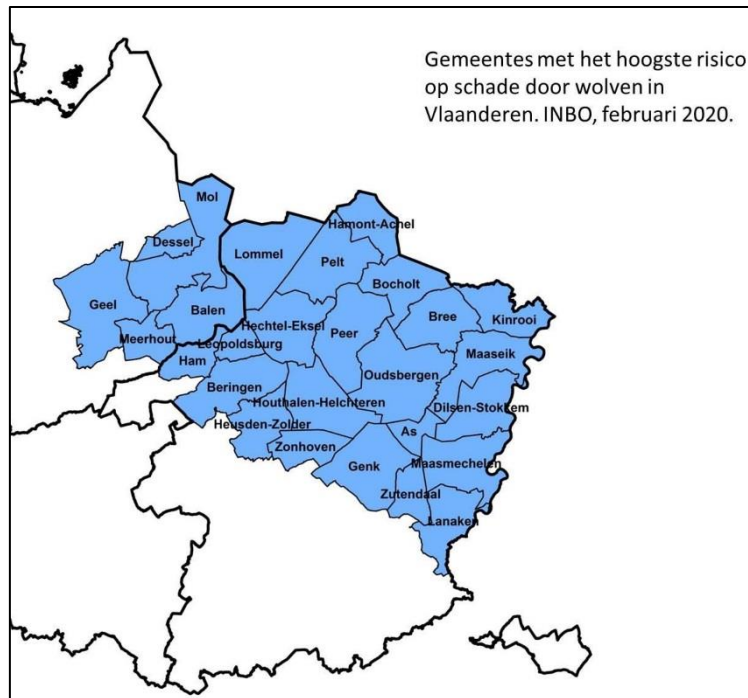 Gemeentes met het hoogste risico
op schade door wolven in
Vlaanderen. INBO, februari 2020.
Mol
Hamont-Achel
Dessel
Lommel
Pelt
Bocholt
Geel
Balen
Bree
Kinrooi
Hechtel-Eksel
Peer
Meerhout
Leopoldsburg
Maaseik
Ham
Oudsbergen
Beringen
Houthalen-Helchteren
Dilsen-Stokkem
Heusden-Zolder
As
Zonhoven
Genk
Maasmechelen
Zutendaal
Lanaken